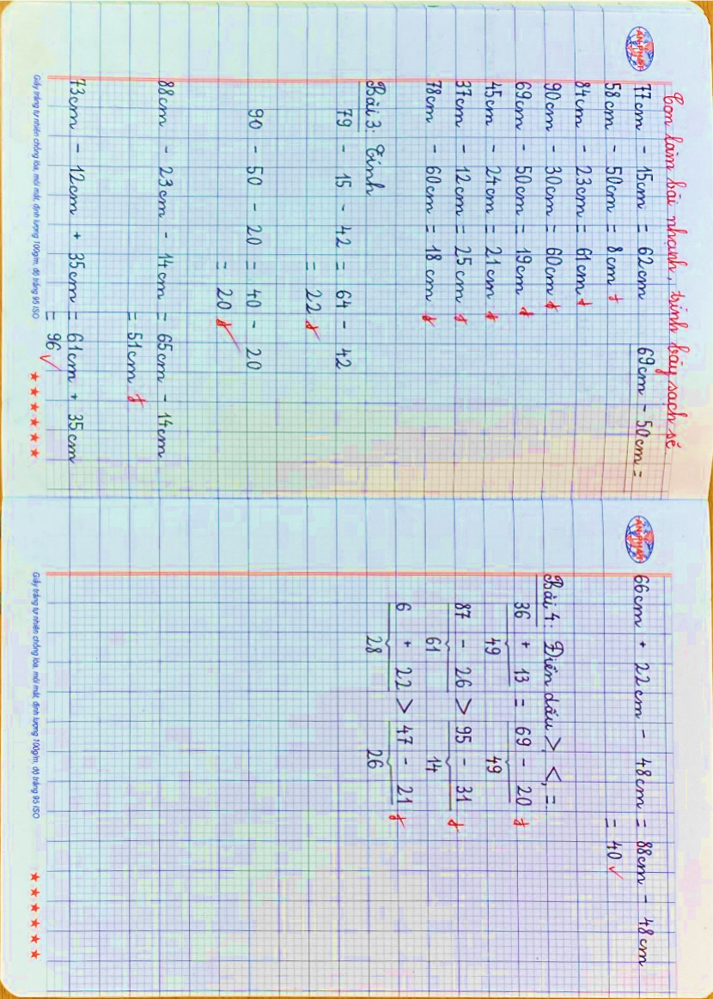 AN PHÁT
Con làm bài nhanh, trình bày sạch sẽ
77cm - 15cm = 62cm 69cm - 50cm =
58cm - 50cm = 8cm
84cm - 23cm = 61cm
90cm - 30cm = 60cm
69cm - 50cm = 19cm
45cm - 24cm = 21cm
37cm - 12cm = 25cm
78cm - 60cm = 18cm
Bài 3: Tính
79 - 15 - 42 = 64 - 42
= 22
90 - 50 - 20 = 40 - 20
= 20
88cm - 23cm - 14cm = 65cm - 14cm
= 51cm
73cm - 12cm + 35cm = 61cm + 35cm
= 96
Giấy trắng tự nhiên chống lóa, mỏi mắt, định lượng 100g/m, độ trắng 95 ISO
AN PHÁT
66cm + 22cm - 48cm = 88cm - 48cm
= 40
Bài 4: Điền dấu >, <, =.
36 + 13 = 69 - 20
49 49
87 - 26 > 95 - 31
61 14
6 + 22 > 47 - 21
28 26
Giấy trắng tự nhiên chống lóa, mỏi mắt, định lượng 100g/m, độ trắng 95 ISO